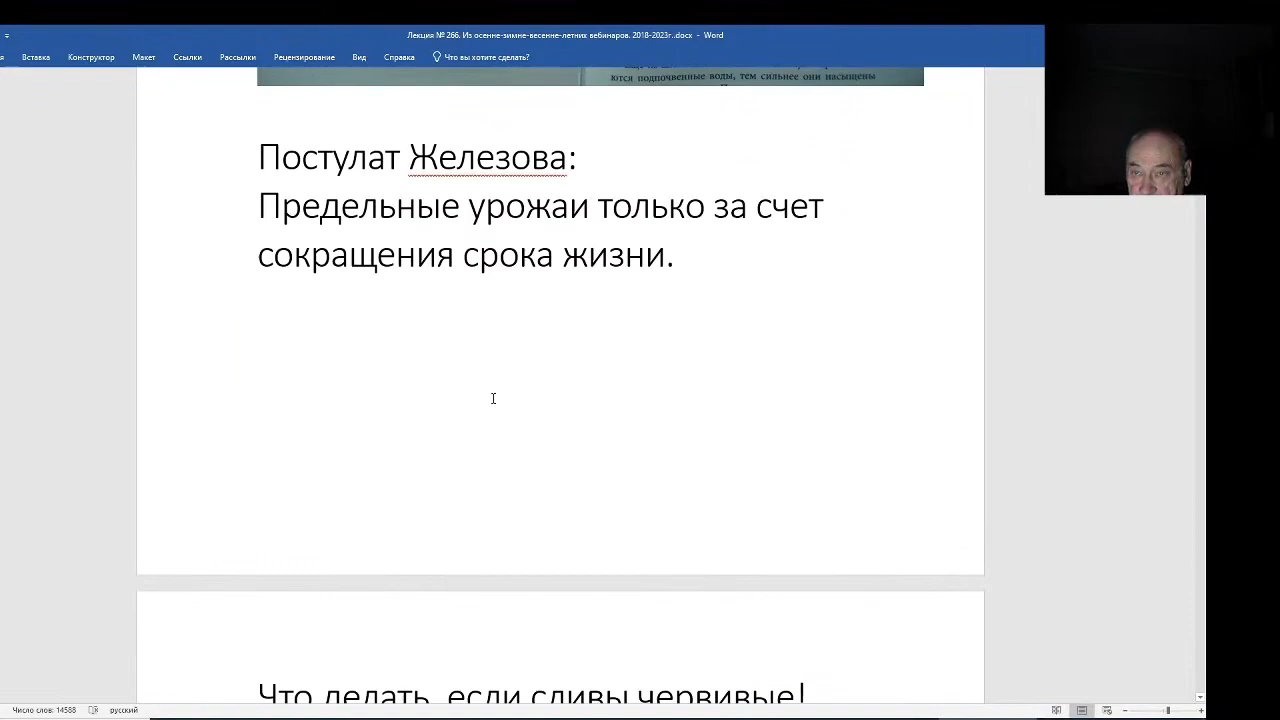 Лекция № 266. Из осенне-зимне-весенне-летних вебинаров. 2018-2023г..docx - Word
я Вставка Конструктор Макет Ссылки Рассылки Рецензирование Вид Справка Что вы хотите сделать?
ются подпочвенные воды, тем сильнее они насыщены
Постулат Железова:
Предельные урожаи только за счет
сокращения срока жизни.
Что делать, если сливы червивые!
Число слов: 14588 русский